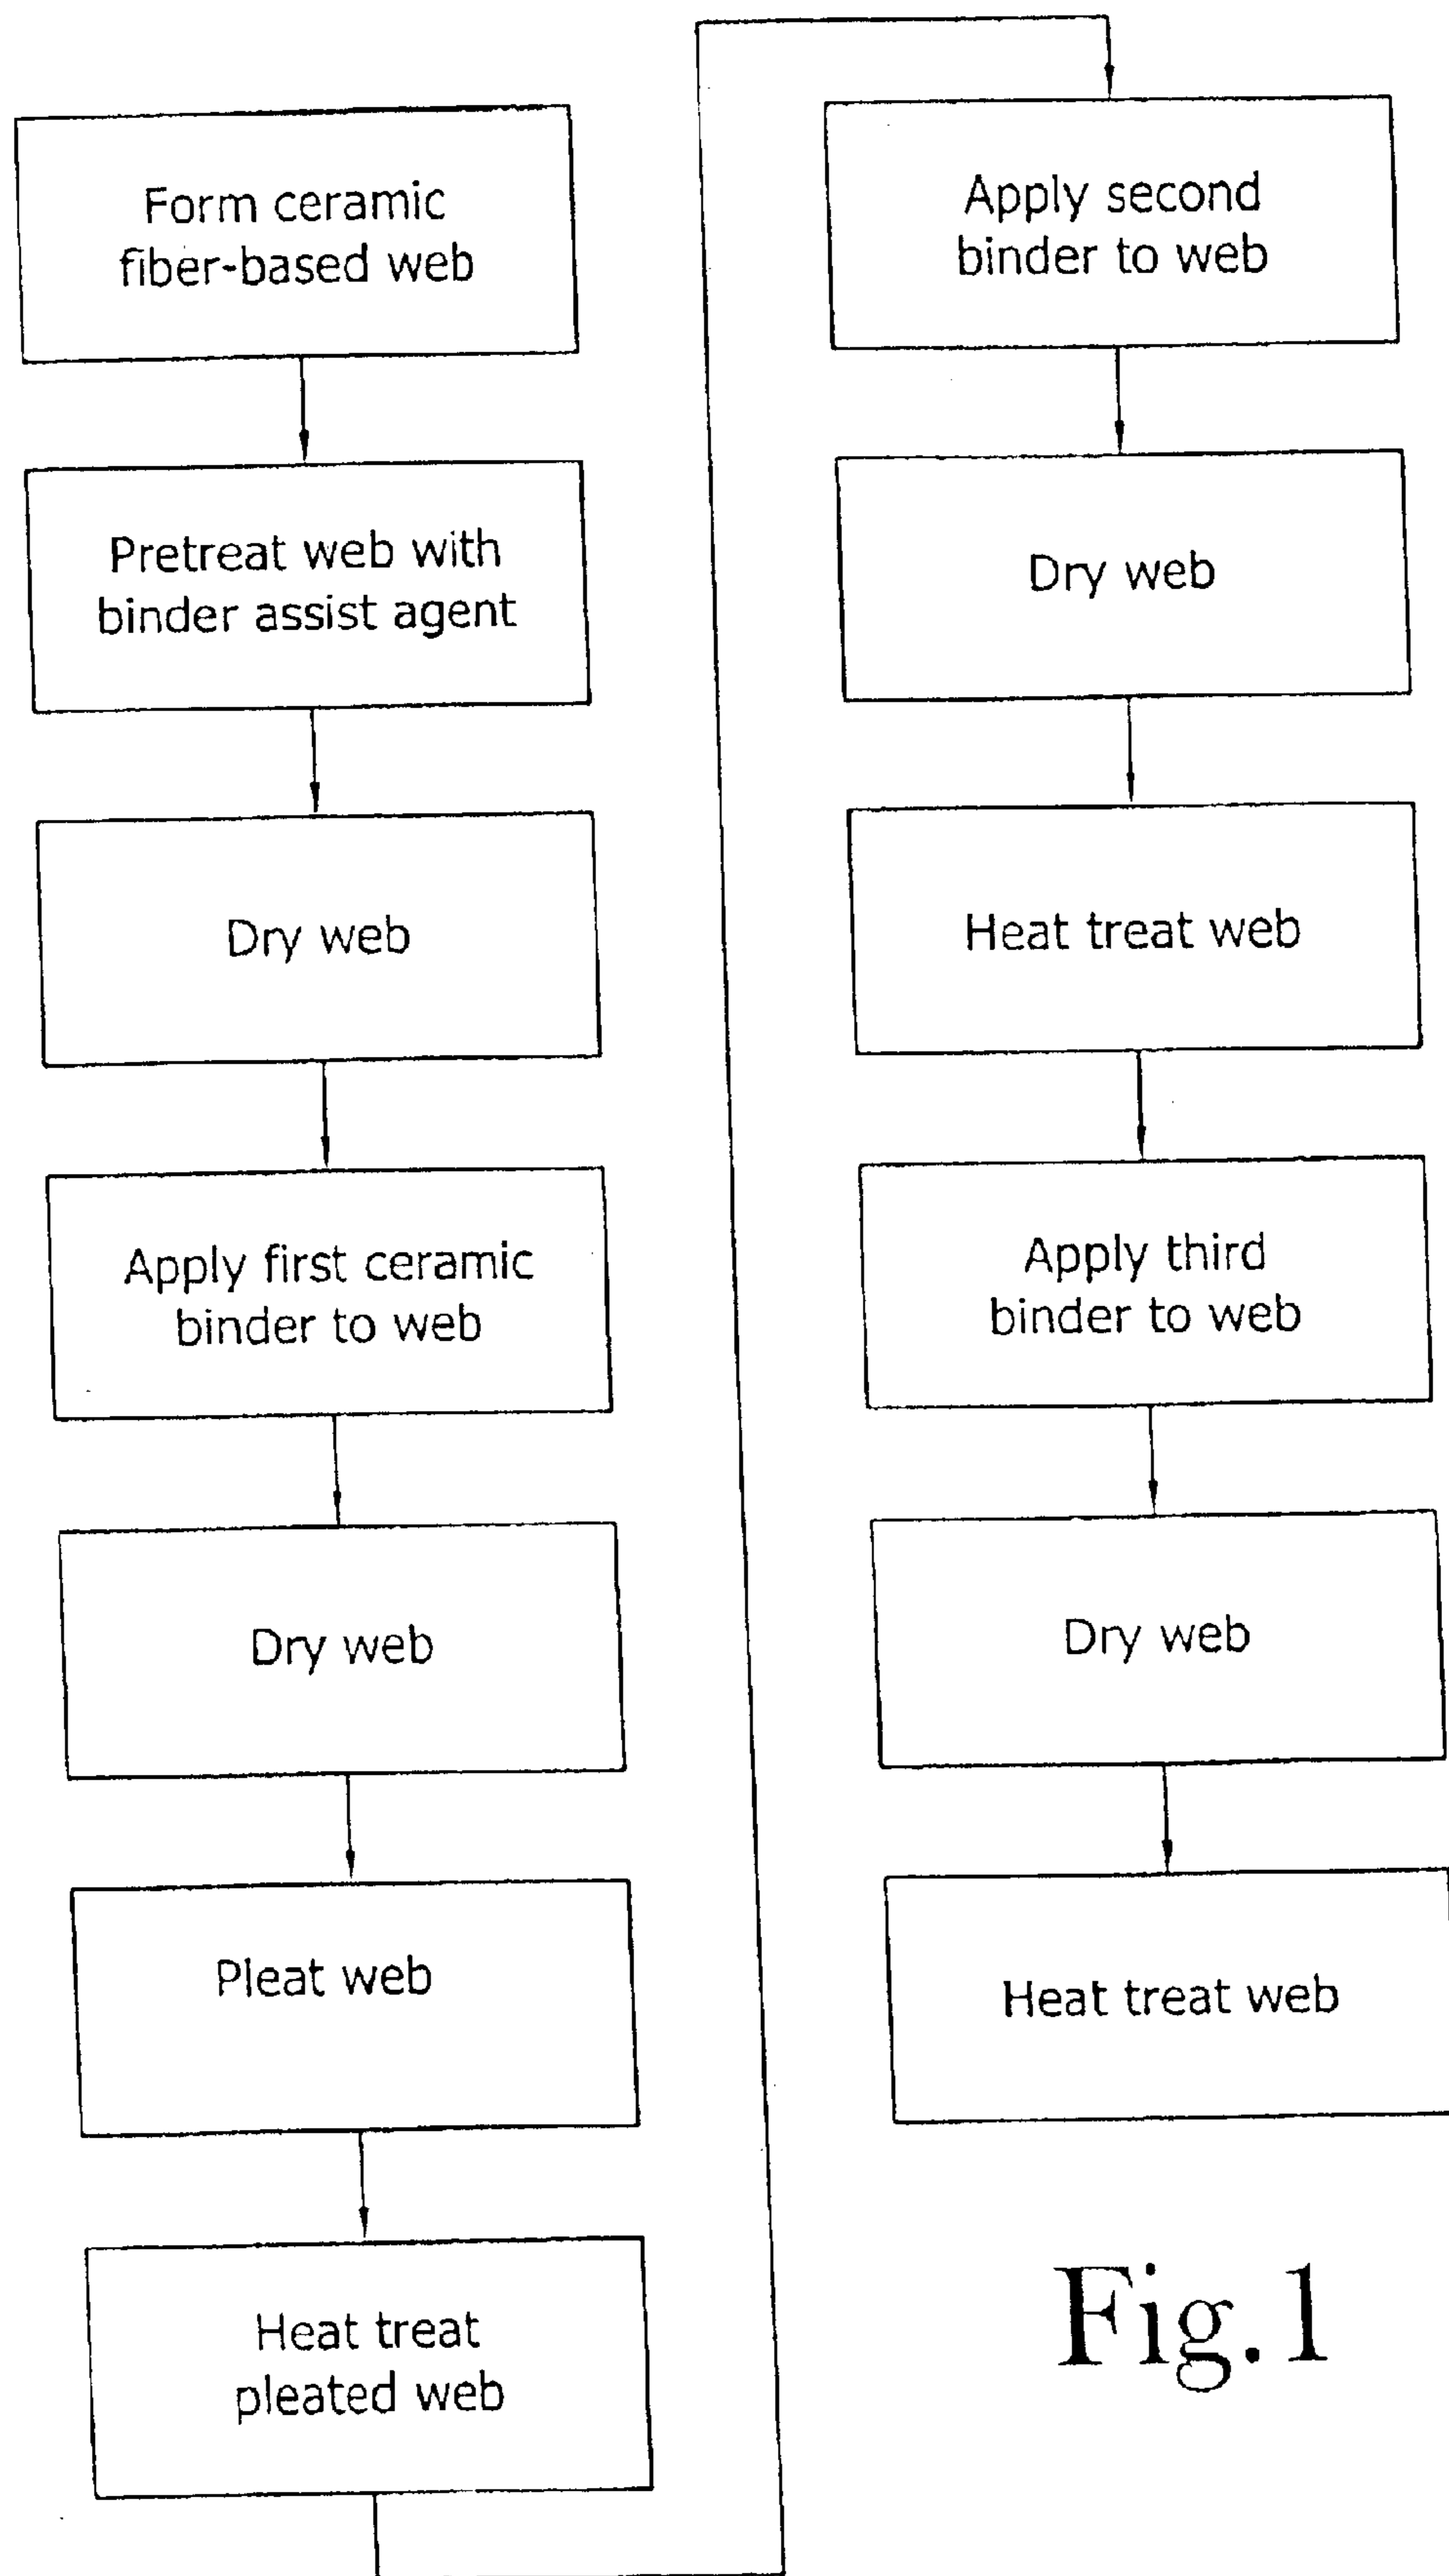 Form ceramic
fiber-based web
Pretreat web with
binder assist agent
Dry web
Apply first ceramic
binder to web
Dry web
Pleat web
Heat treat
pleated web
Apply second
binder to web
Dry web
Heat treat web
Apply third
binder to web
Dry web
Heat treat web
Fig.1